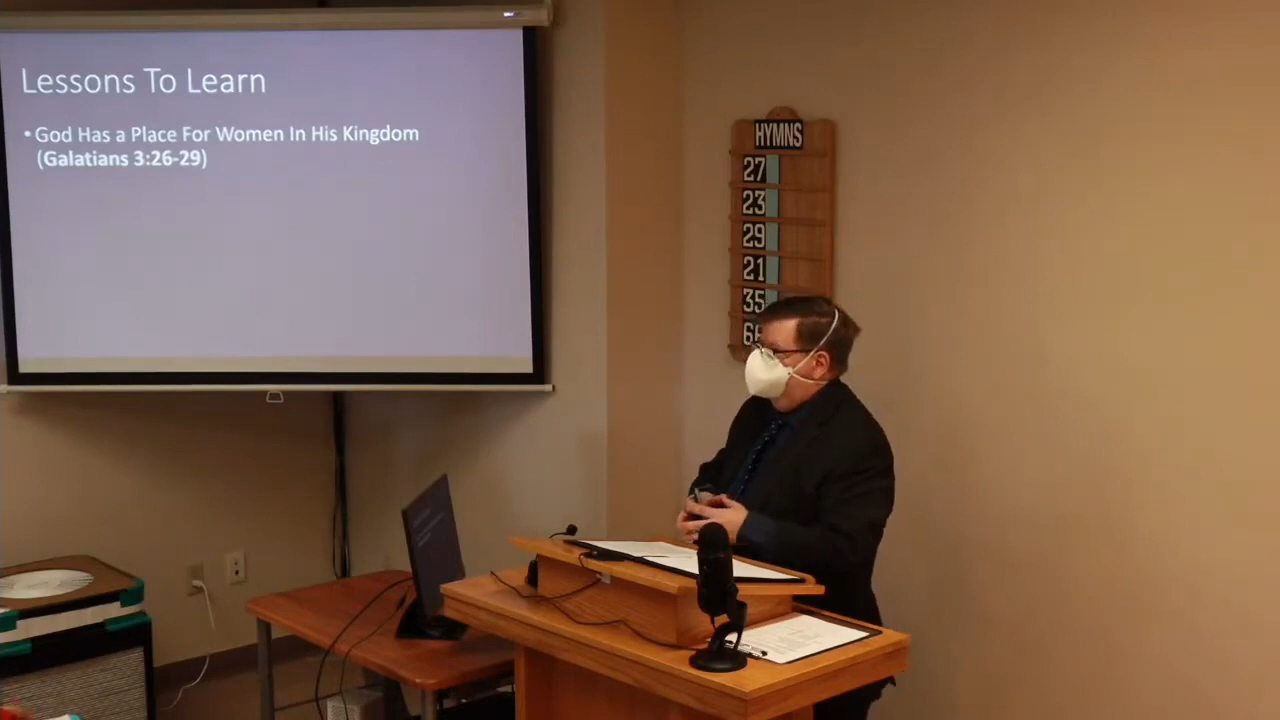 Lessons To Learn
• God Has a Place For Women In His Kingdom
(Galatians 3:26-29)
HYMNS
27
23
29
21
35